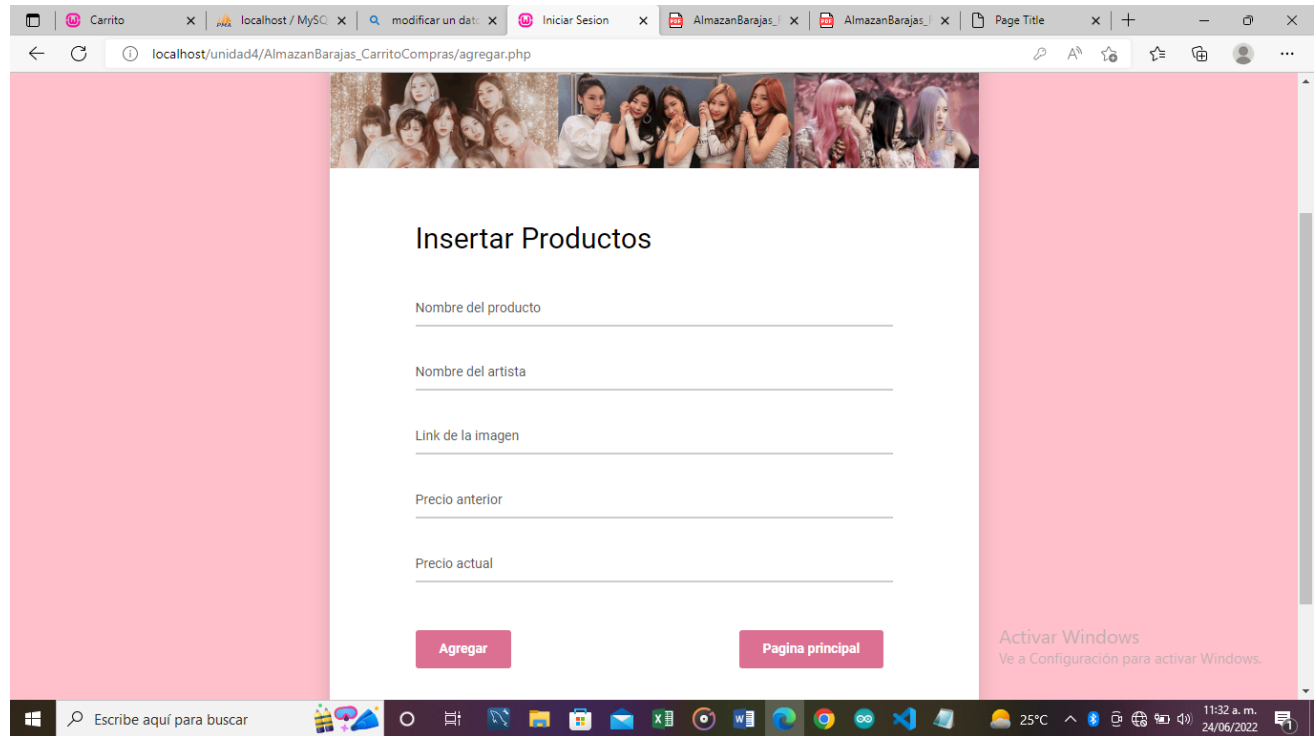 Carrito
localhost / MySQ
modificar un dato
Iniciar Sesion
AlmazanBarajas_
AlmazanBarajas_
Page Title
localhost/unidad4/AlmazanBarajas_CarritoCompras/agregar.php
Insertar Productos
Nombre del producto
Nombre del artista
Link de la imagen
Precio anterior
Precio actual
Agregar
Pagina principal
Activar Windows
Ve a Configuración para activar Windows.
Escribe aquí para buscar
25°C
11:32 a. m.
24/06/2022
1